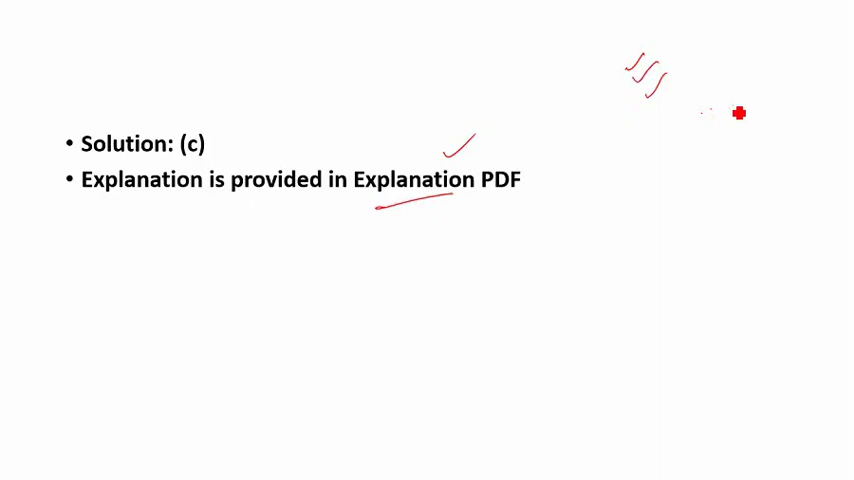 • Solution: (c)
• Explanation is provided in Explanation PDF